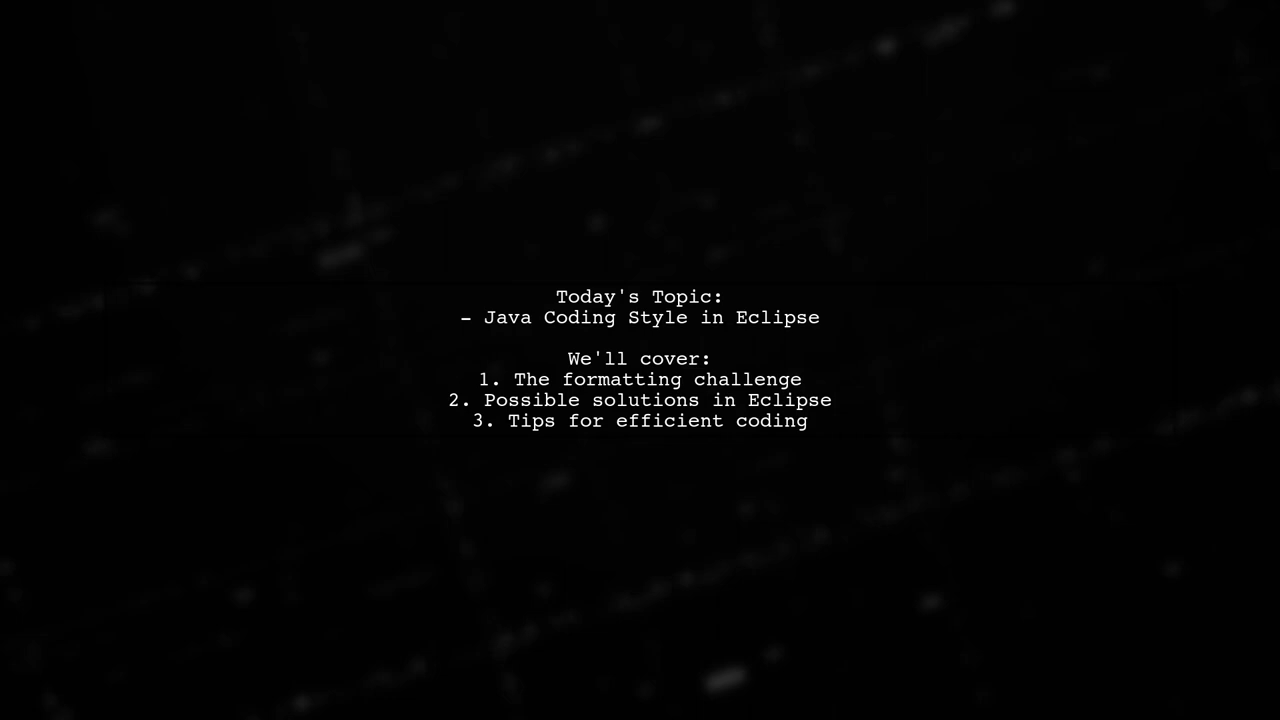 Today's Topic:
- Java Coding Style in Eclipse
We'll cover:
1. The formatting challenge
2. Possible solutions in Eclipse
3. Tips for efficient coding